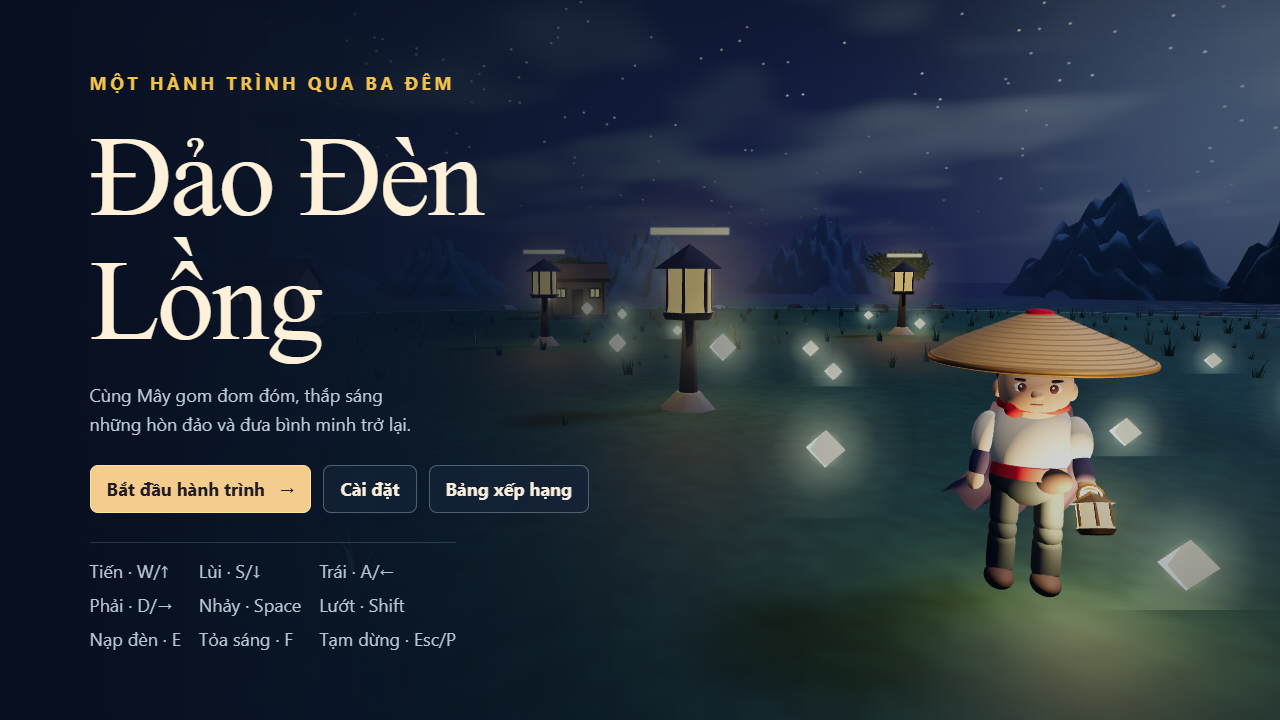 MỘT HÀNH TRÌNH QUA BA ĐÊM
Đảo Đèn
Lồng
Cùng Mây gom đom đóm, thắp sáng
những hòn đảo và đưa bình minh trở lại.
Bắt đầu hành trình → Cài đặt Bảng xếp hạng
Tiến · W/↑ Lùi · S/↓ Trái · A/←
Phải · D/→ Nhảy · Space Lướt · Shift
Nạp đèn · E Tỏa sáng · F Tạm dừng · Esc/P